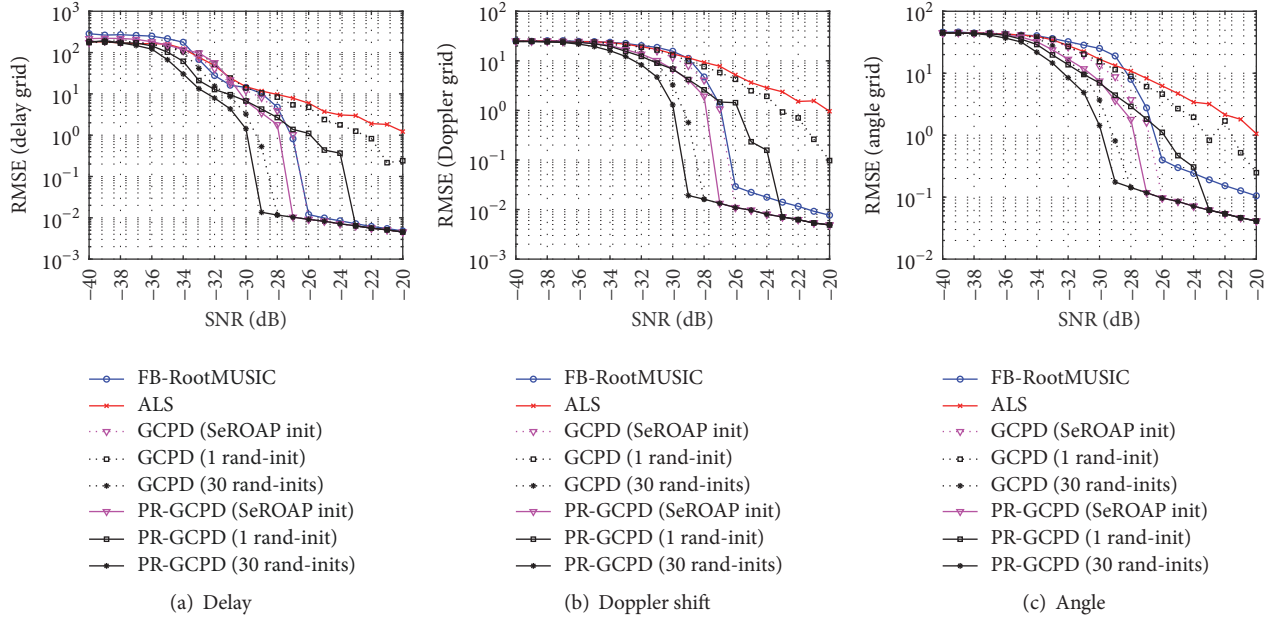 10³
10²
10¹
10⁰
10⁻¹
10⁻²
10⁻³
RMSE (delay grid)
−40
−38
−36
−34
−32
−30
−28
−26
−24
−22
−20
SNR (dB)
FB-RootMUSIC
ALS
GCPD (SeROAP init)
GCPD (1 rand-init)
GCPD (30 rand-inits)
PR-GCPD (SeROAP init)
PR-GCPD (1 rand-init)
PR-GCPD (30 rand-inits)
(a) Delay
10²
10¹
10⁰
10⁻¹
10⁻²
10⁻³
RMSE (Doppler grid)
−40
−38
−36
−34
−32
−30
−28
−26
−24
−22
−20
SNR (dB)
FB-RootMUSIC
ALS
GCPD (SeROAP init)
GCPD (1 rand-init)
GCPD (30 rand-inits)
PR-GCPD (SeROAP init)
PR-GCPD (1 rand-init)
PR-GCPD (30 rand-inits)
(b) Doppler shift
10²
10¹
10⁰
10⁻¹
10⁻²
RMSE (angle grid)
−40
−38
−36
−34
−32
−30
−28
−26
−24
−22
−20
SNR (dB)
FB-RootMUSIC
ALS
GCPD (SeROAP init)
GCPD (1 rand-init)
GCPD (30 rand-inits)
PR-GCPD (SeROAP init)
PR-GCPD (1 rand-init)
PR-GCPD (30 rand-inits)
(c) Angle